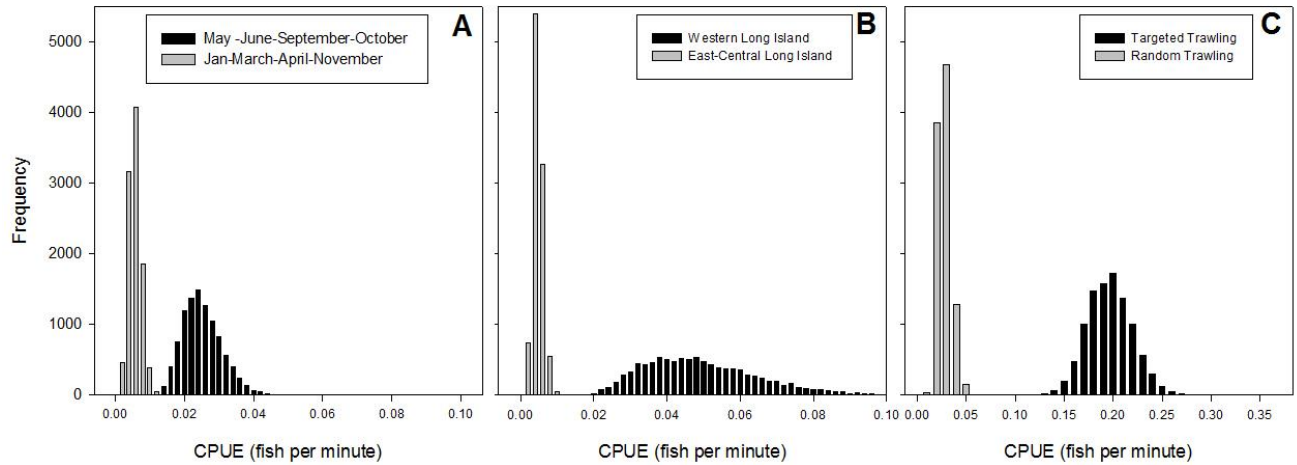 A
May -June-September-October
Jan-March-April-November
B
Western Long Island
East-Central Long Island
C
Targeted Trawling
Random Trawling
Frequency
5000
4000
3000
2000
1000
0
0.00 0.02 0.04 0.06 0.08 0.10
0.00 0.02 0.04 0.06 0.08 0.10
0.00 0.05 0.10 0.15 0.20 0.25 0.30 0.35
CPUE (fish per minute)
CPUE (fish per minute)
CPUE (fish per minute)